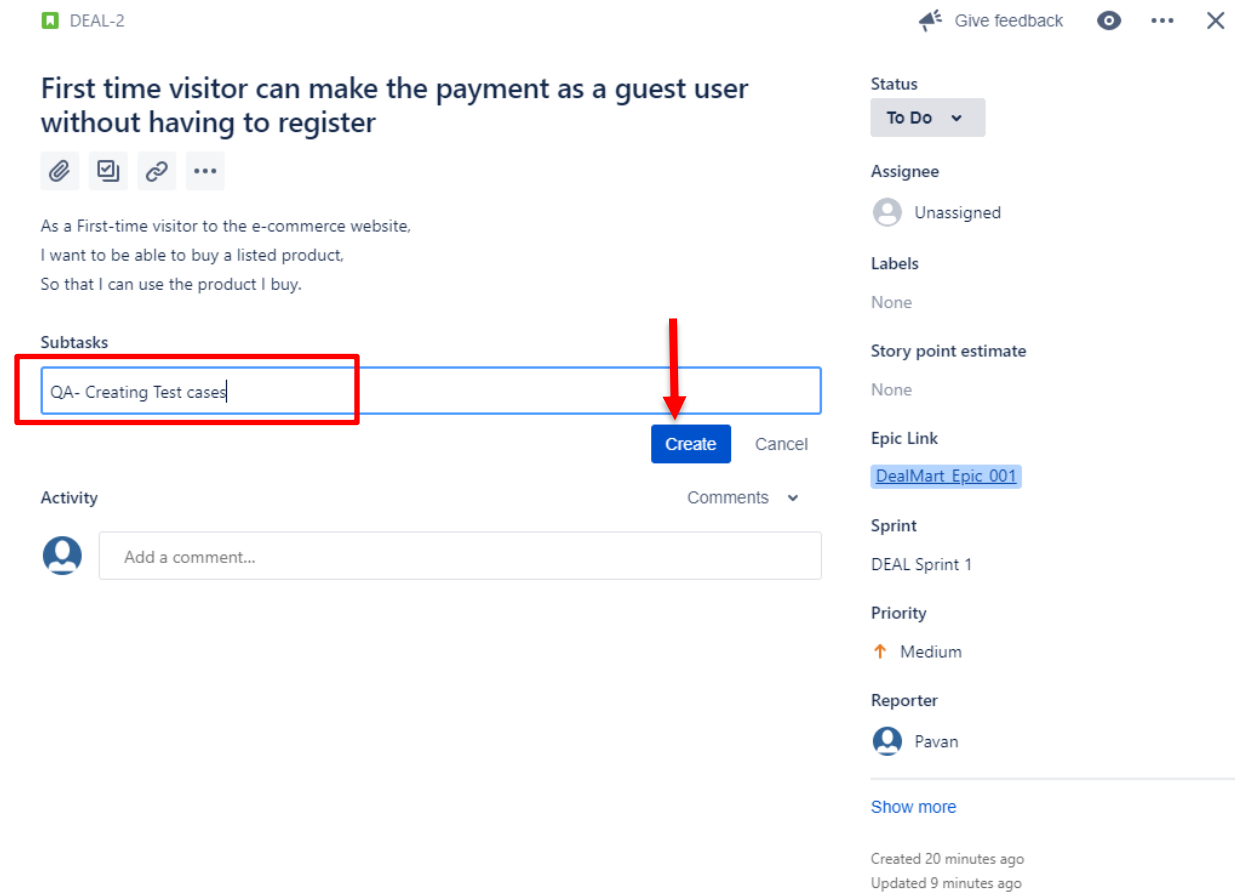 DEAL-2
Give feedback
First time visitor can make the payment as a guest user
without having to register
As a First-time visitor to the e-commerce website,
I want to be able to buy a listed product,
So that I can use the product I buy.
Subtasks
QA- Creating Test cases
Create
Cancel
Activity
Comments
Add a comment...
Status
To Do
Assignee
Unassigned
Labels
None
Story point estimate
None
Epic Link
DealMart_Epic_001
Sprint
DEAL Sprint 1
Priority
Medium
Reporter
Pavan
Show more
Created 20 minutes ago
Updated 9 minutes ago